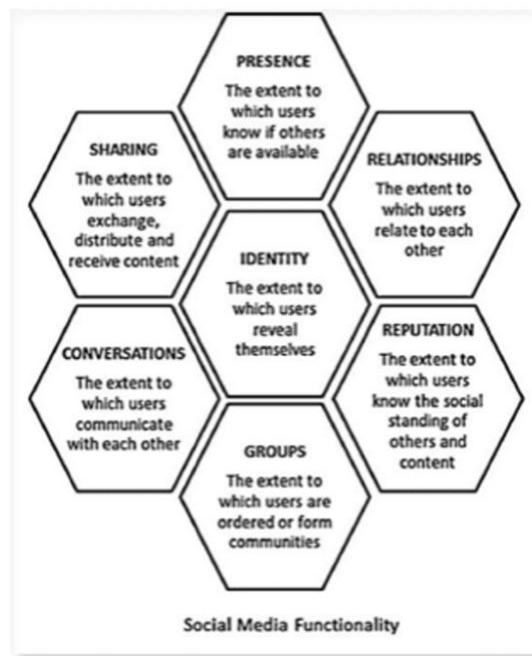 PRESENCE
The extent to
which users
know if others
are available
SHARING
The extent to
which users
exchange,
distribute and
receive content
RELATIONSHIPS
The extent to
which users
relate to each
other
IDENTITY
The extent to
which users
reveal
themselves
CONVERSATIONS
The extent to
which users
communicate
with each other
REPUTATION
The extent to
which users
know the social
standing of
others and
content
GROUPS
The extent to
which users are
ordered or form
communities
Social Media Functionality